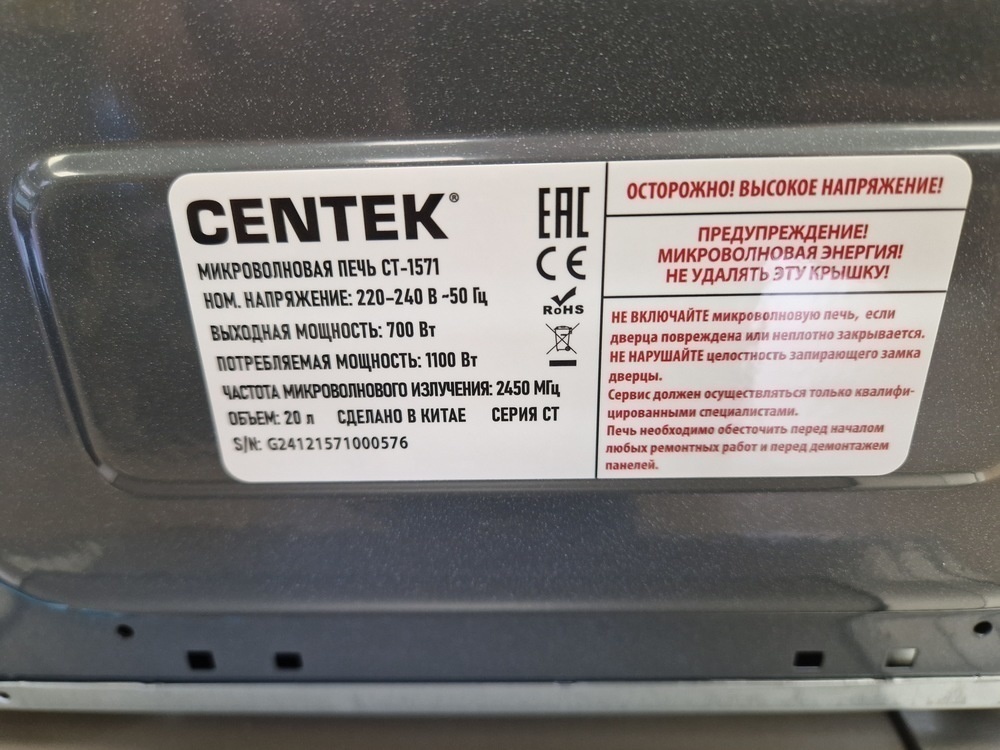 CENTEK®
МИКРОВОЛНОВАЯ ПЕЧЬ СТ-1571
НОМ. НАПРЯЖЕНИЕ: 220-240 В ~50 Гц
ВЫХОДНАЯ МОЩНОСТЬ: 700 Вт
ПОТРЕБЛЯЕМАЯ МОЩНОСТЬ: 1100 Вт
ЧАСТОТА МИКРОВОЛНОВОГО ИЗЛУЧЕНИЯ: 2450 МГц
ОБЪЕМ: 20 л СДЕЛАНО В КИТАЕ СЕРИЯ СТ
S/N: G24121571000576
EAC
CE
RoHS
ОСТОРОЖНО! ВЫСОКОЕ НАПРЯЖЕНИЕ!
ПРЕДУПРЕЖДЕНИЕ!
МИКРОВОЛНОВАЯ ЭНЕРГИЯ!
НЕ УДАЛЯТЬ ЭТУ КРЫШКУ!
НЕ ВКЛЮЧАЙТЕ микроволновую печь, если
дверца повреждена или неплотно закрывается.
НЕ НАРУШАЙТЕ целостность запирающего замка
дверцы.
Сервис должен осуществляться только квалифи-
цированными специалистами.
Печь необходимо обесточить перед началом
любых ремонтных работ и перед демонтажем
панелей.